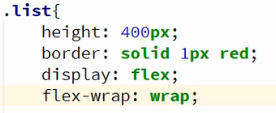 .list{
height: 400px;
border: solid 1px red;
display: flex;
flex-wrap: wrap;